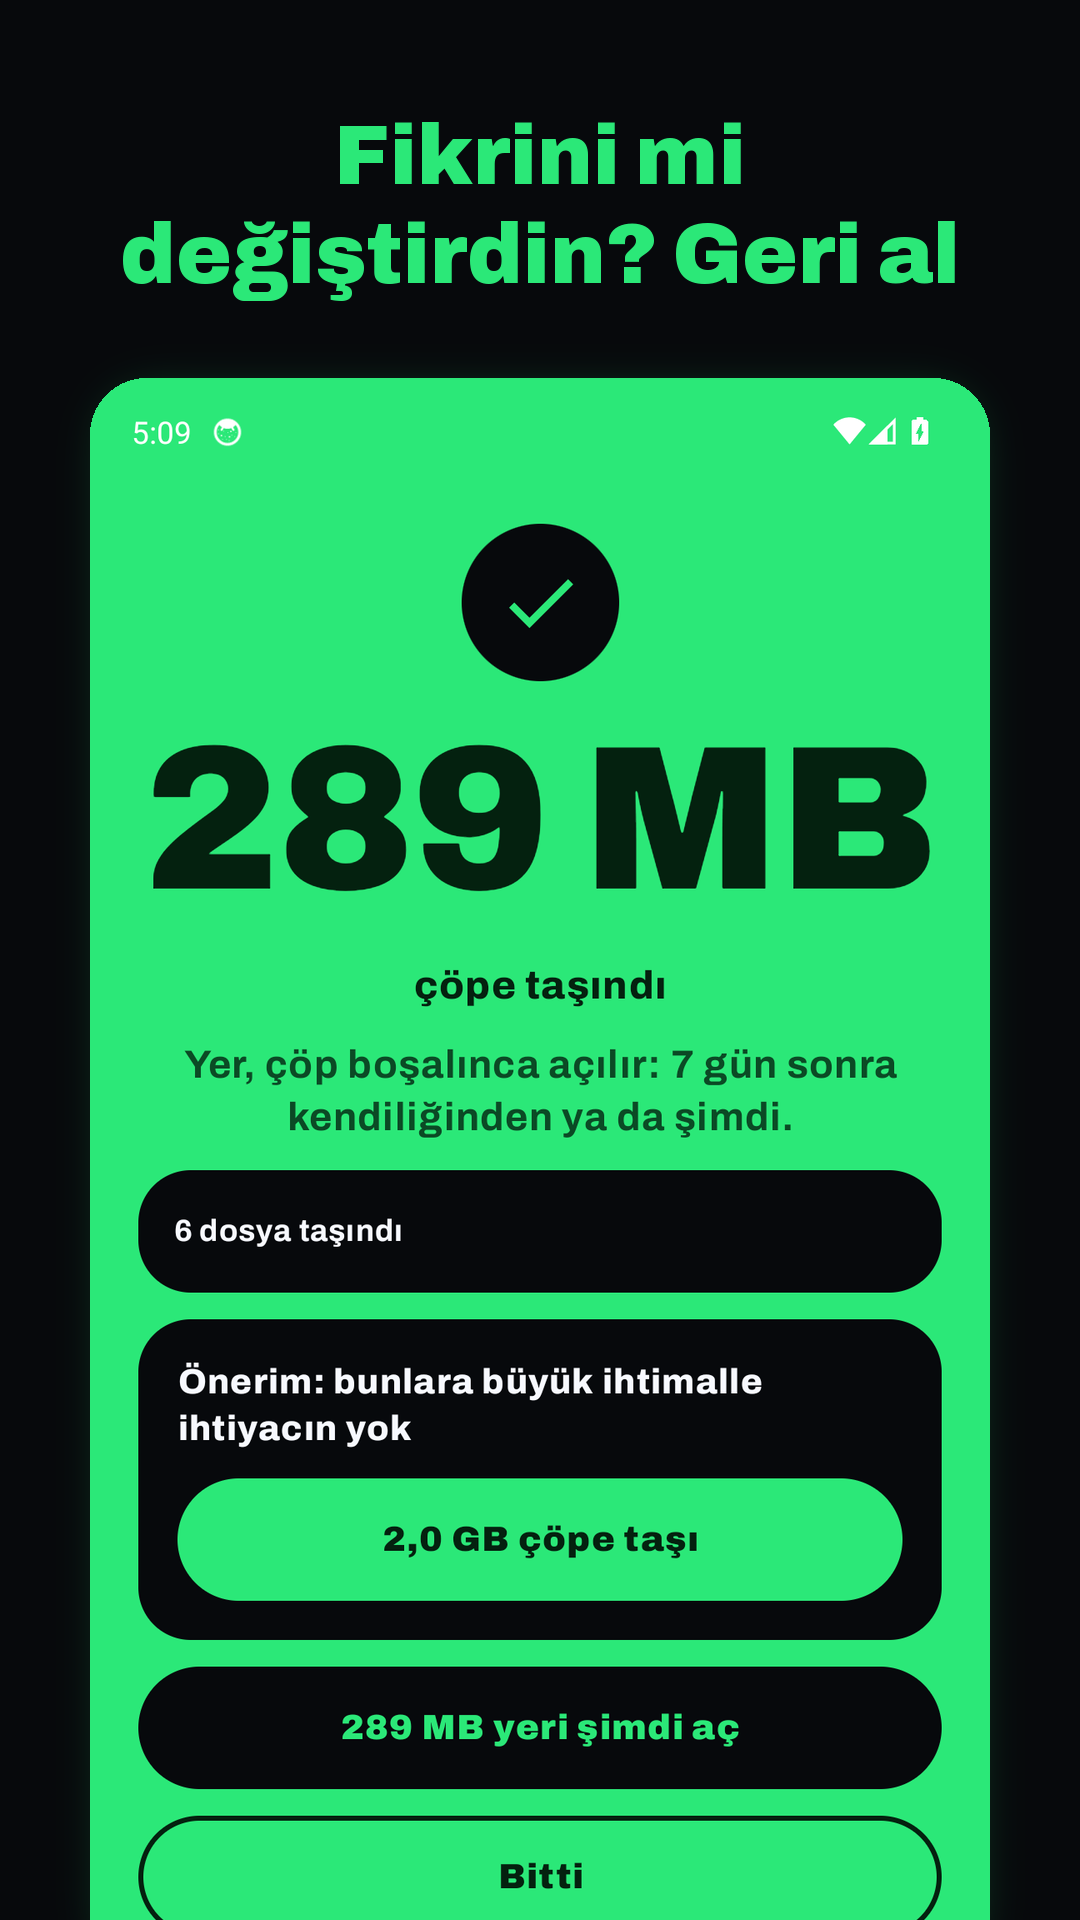 Fikrini mi
değiştirdin? Geri al
5:09
289 MB
çöpe taşındı
Yer, çöp boşalınca açılır: 7 gün sonra
kendiliğinden ya da şimdi.
6 dosya taşındı
Önerim: bunlara büyük ihtimalle
ihtiyacın yok
2,0 GB çöpe taşı
289 MB yeri şimdi aç
Bitti